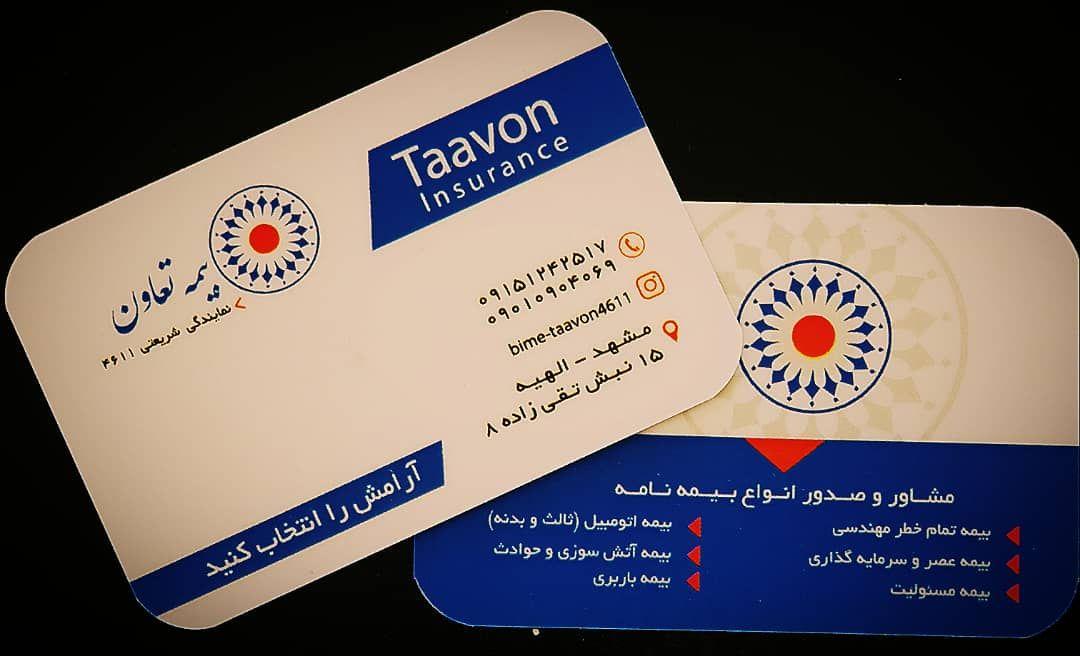 Taavon
Insurance
بیمه تعاون
نمایندگی شریعتی ۴۶۱۱
۰۹۱۵۱۲۴۲۵۱۷
۰۹۰۱۰۹۰۴۰۶۹
bime-taavon4611
مشهد - الهیه
۱۵ نبش تقی زاده ۸
آرامش را انتخاب کنید
مشاور و صدور انواع بیمه نامه
بیمه تمام خطر مهندسی
بیمه عصر و سرمایه گذاری
بیمه مسئولیت
بیمه اتومبیل (ثالث و بدنه)
بیمه آتش سوزی و حوادث
بیمه باربری